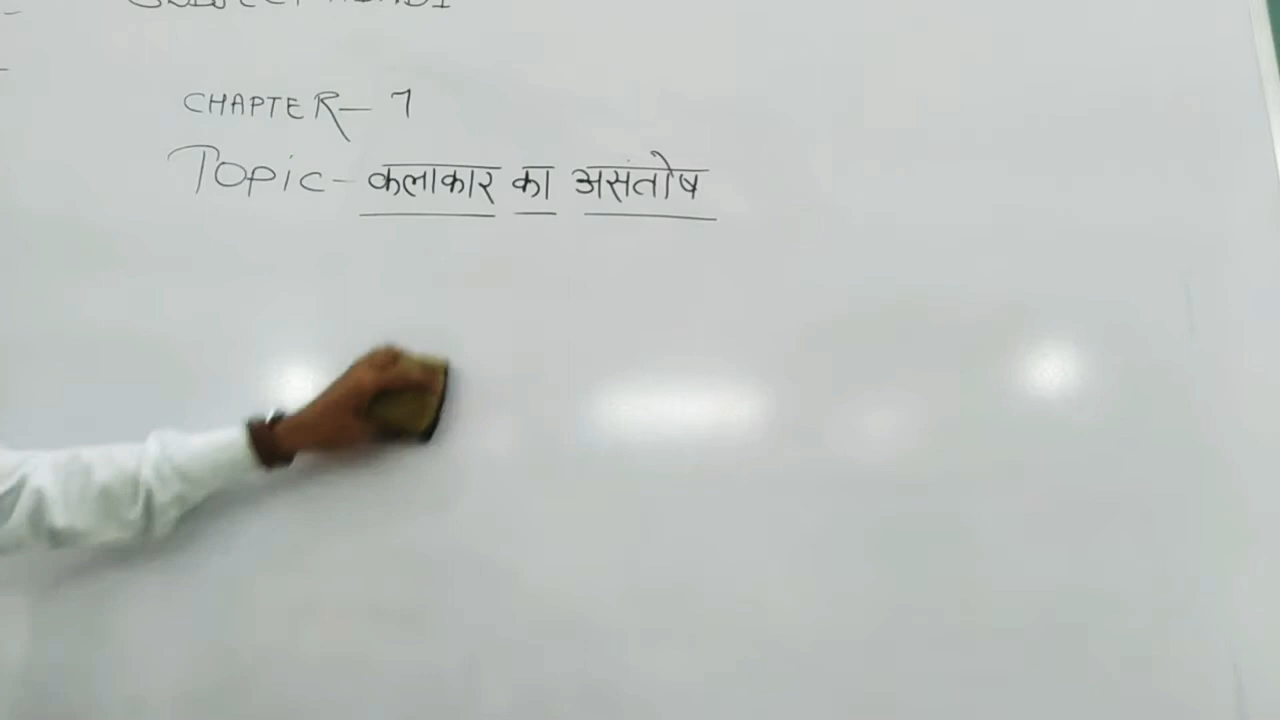 CHAPTER- 7
Topic- कलाकार का असंतोष